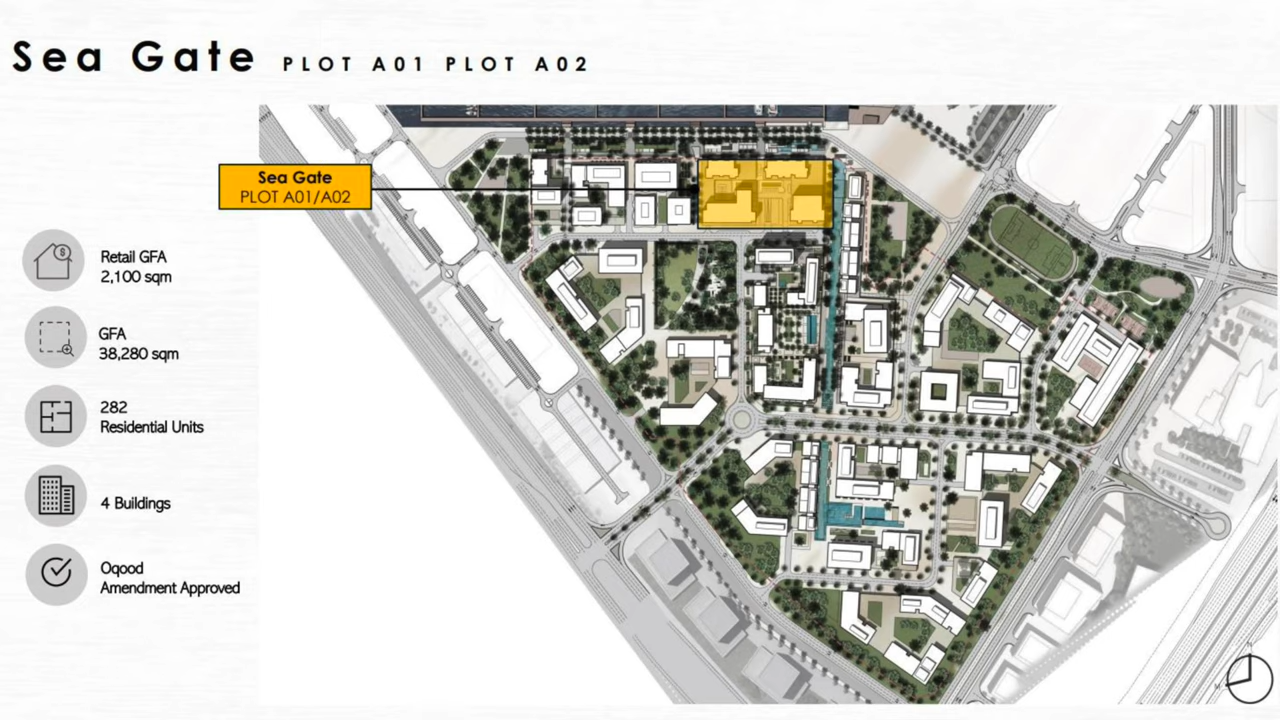 Sea Gate PLOT A01 PLOT A02
Sea Gate
PLOT A01/A02
Retail GFA
2,100 sqm
GFA
38,280 sqm
282
Residential Units
4 Buildings
Oqood
Amendment Approved